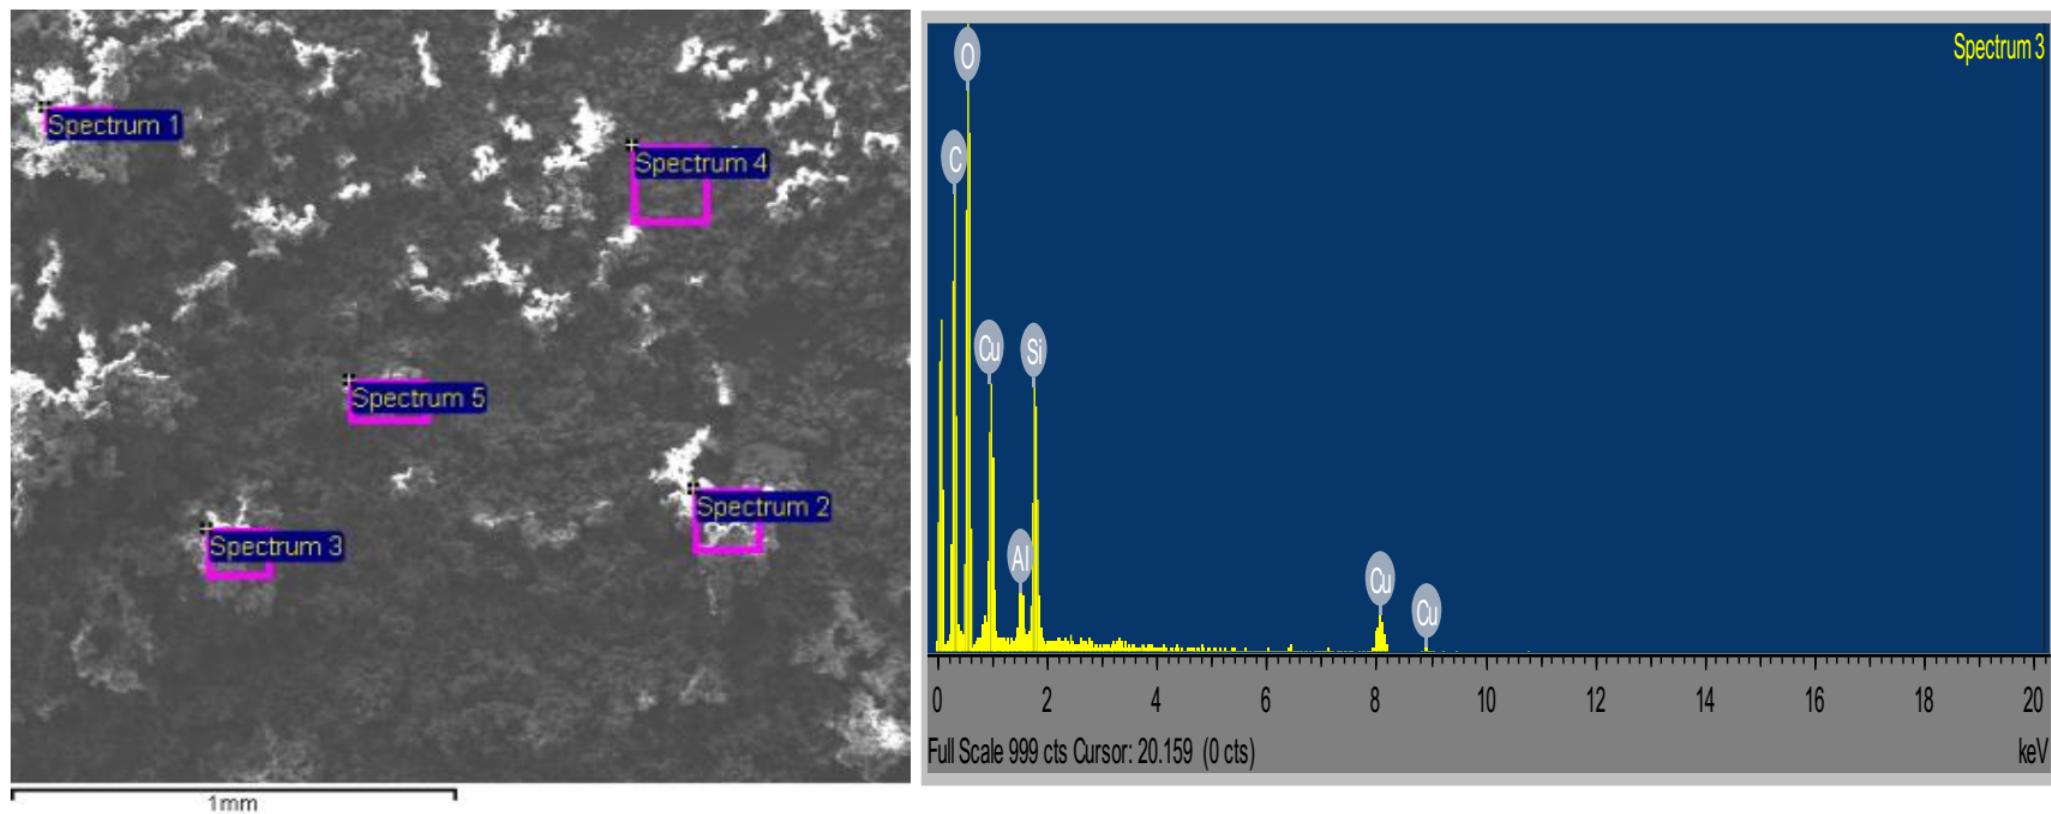 Spectrum 1
Spectrum 4
Spectrum 5
Spectrum 2
Spectrum 3
1mm
Spectrum 3
O
C
Cu
Si
Al
Cu
Cu
0 2 4 6 8 10 12 14 16 18 20
Full Scale 999 cts Cursor: 20.159 (0 cts) keV